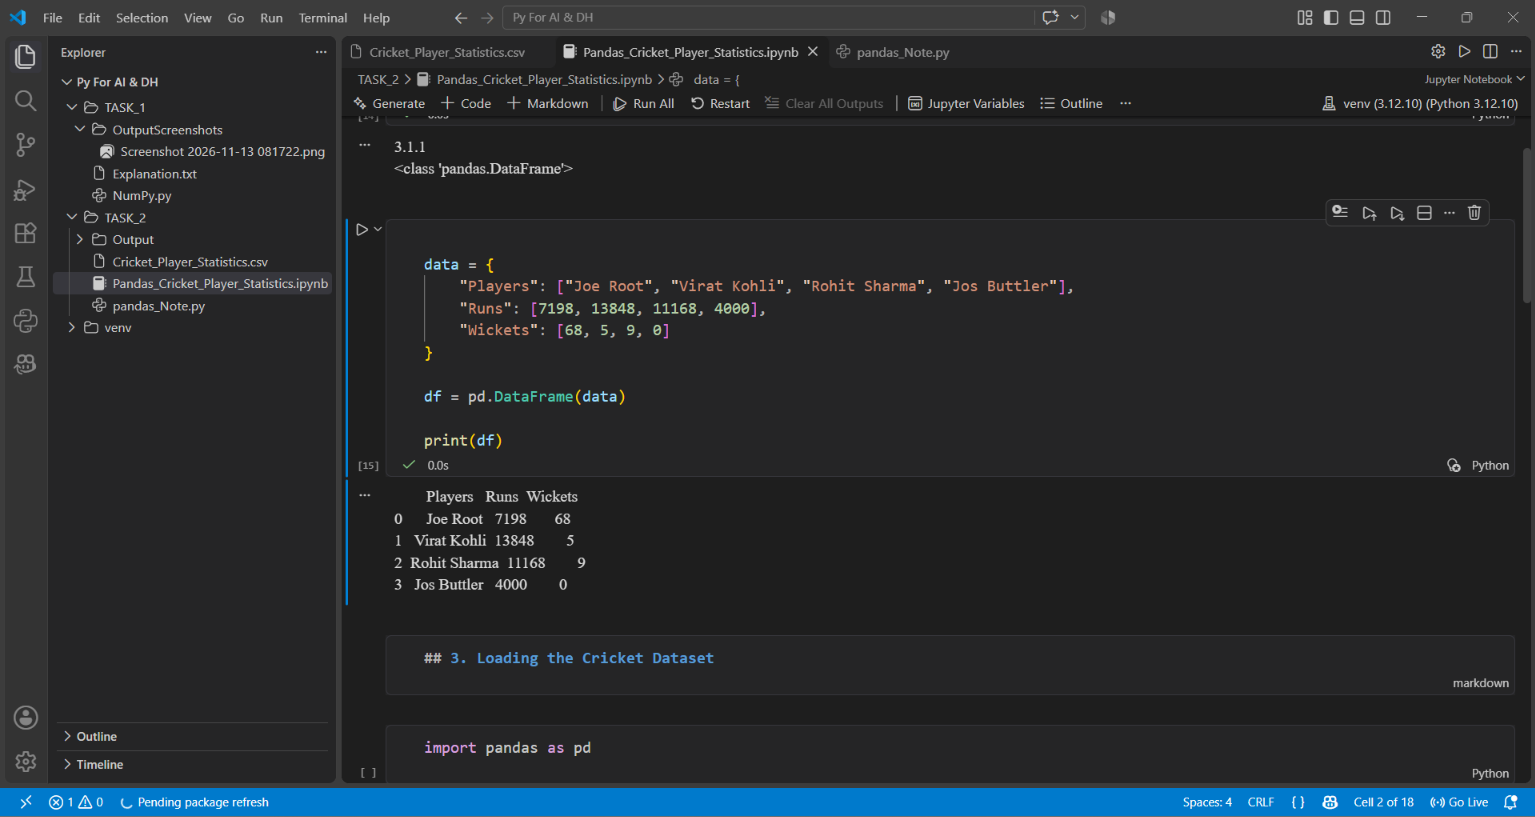 File Edit Selection View Go Run Terminal Help
Py For AI & DH
Explorer
Py For AI & DH
TASK_1
OutputScreenshots
Screenshot 2026-11-13 081722.png
Explanation.txt
NumPy.py
TASK_2
Output
Cricket_Player_Statistics.csv
Pandas_Cricket_Player_Statistics.ipynb
pandas_Note.py
venv
Outline
Timeline
Cricket_Player_Statistics.csv Pandas_Cricket_Player_Statistics.ipynb pandas_Note.py
TASK_2 > Pandas_Cricket_Player_Statistics.ipynb > data = {
Jupyter Notebook
Generate + Code + Markdown Run All Restart Clear All Outputs Jupyter Variables Outline ... venv (3.12.10) (Python 3.12.10)
[14] 0.0s Python
3.1.1
<class 'pandas.DataFrame'>
data = {
"Players": ["Joe Root", "Virat Kohli", "Rohit Sharma", "Jos Buttler"],
"Runs": [7198, 13848, 11168, 4000],
"Wickets": [68, 5, 9, 0]
}
df = pd.DataFrame(data)
print(df)
[15] 0.0s Python
Players Runs Wickets
0 Joe Root 7198 68
1 Virat Kohli 13848 5
2 Rohit Sharma 11168 9
3 Jos Buttler 4000 0
## 3. Loading the Cricket Dataset
markdown
import pandas as pd
[ ] Python
1 0 Pending package refresh Spaces: 4 CRLF { } Cell 2 of 18 Go Live